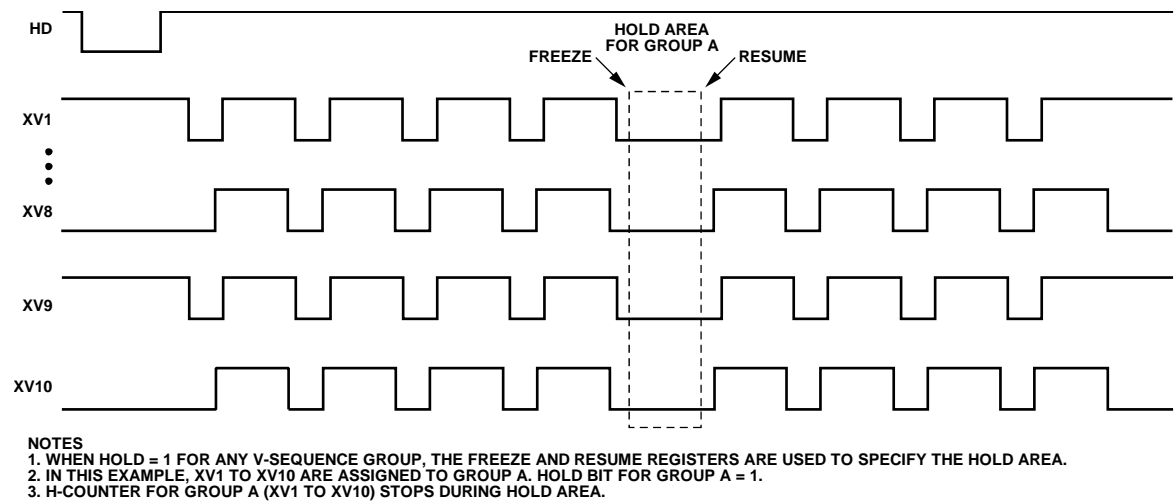 HD
HOLD AREA
FOR GROUP A
FREEZE
RESUME
XV1
XV8
XV9
XV10
NOTES
1. WHEN HOLD = 1 FOR ANY V-SEQUENCE GROUP, THE FREEZE AND RESUME REGISTERS ARE USED TO SPECIFY THE HOLD AREA.
2. IN THIS EXAMPLE, XV1 TO XV10 ARE ASSIGNED TO GROUP A. HOLD BIT FOR GROUP A = 1.
3. H-COUNTER FOR GROUP A (XV1 TO XV10) STOPS DURING HOLD AREA.